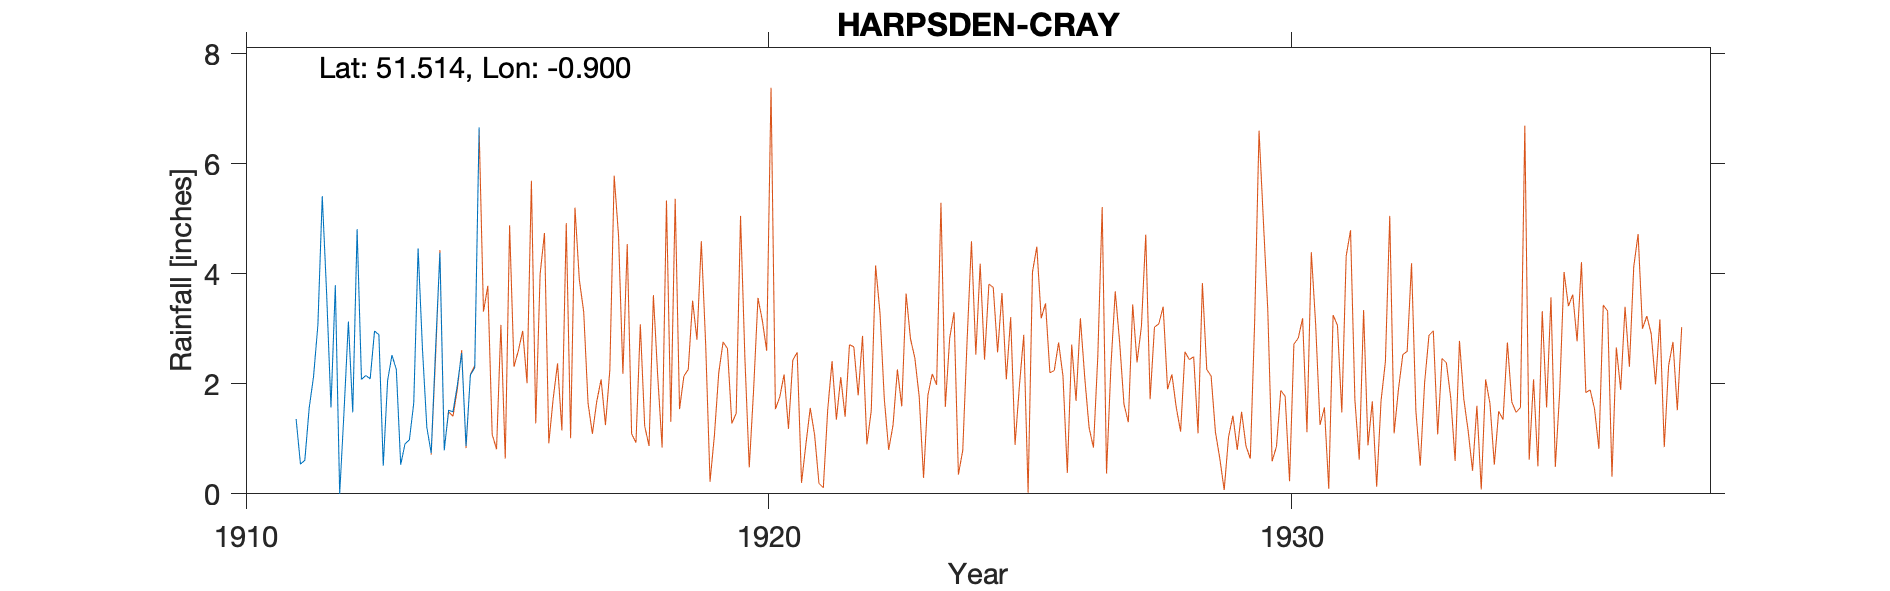 HARPSDEN-CRAY
Lat: 51.514, Lon: -0.900
Rainfall [inches]
8
6
4
2
0
1910
1920
1930
Year